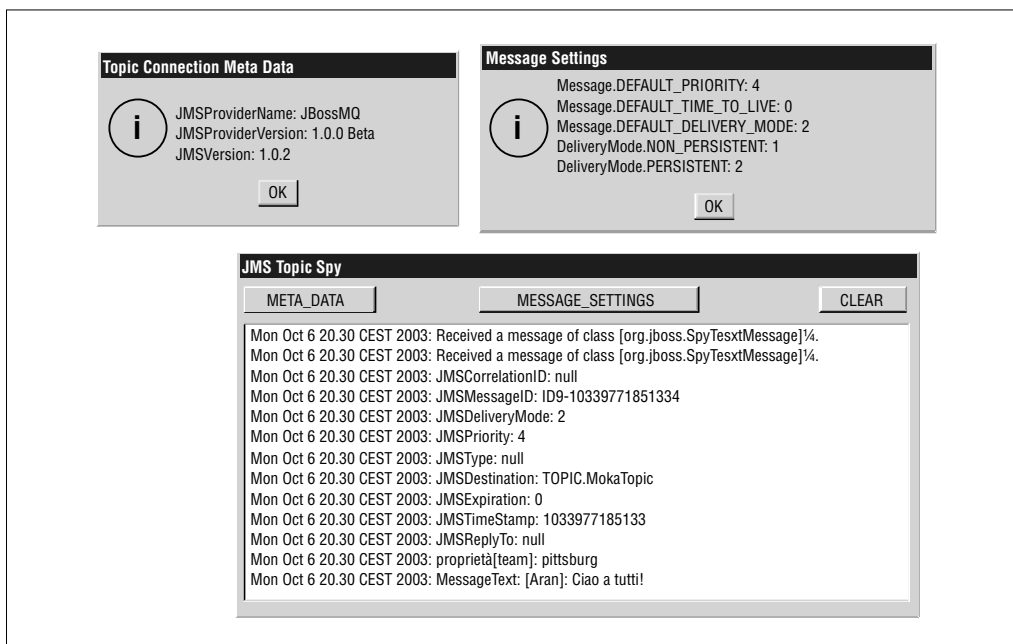 Topic Connection Meta Data
i
JMSProviderName: JBossMQ
JMSProviderVersion: 1.0.0 Beta
JMSVersion: 1.0.2
OK
Message Settings
i
Message.DEFAULT_PRIORITY: 4
Message.DEFAULT_TIME_TO_LIVE: 0
Message.DEFAULT_DELIVERY_MODE: 2
DeliveryMode.NON_PERSISTENT: 1
DeliveryMode.PERSISTENT: 2
OK
JMS Topic Spy
META_DATA MESSAGE_SETTINGS CLEAR
Mon Oct 6 20.30 CEST 2003: Received a message of class [org.jboss.SpyTesxtMessage]¼.
Mon Oct 6 20.30 CEST 2003: Received a message of class [org.jboss.SpyTesxtMessage]¼.
Mon Oct 6 20.30 CEST 2003: JMSCorrelationID: null
Mon Oct 6 20.30 CEST 2003: JMSMessageID: ID9-10339771851334
Mon Oct 6 20.30 CEST 2003: JMSDeliveryMode: 2
Mon Oct 6 20.30 CEST 2003: JMSPriority: 4
Mon Oct 6 20.30 CEST 2003: JMSType: null
Mon Oct 6 20.30 CEST 2003: JMSDestination: TOPIC.MokaTopic
Mon Oct 6 20.30 CEST 2003: JMSExpiration: 0
Mon Oct 6 20.30 CEST 2003: JMSTimeStamp: 1033977185133
Mon Oct 6 20.30 CEST 2003: JMSReplyTo: null
Mon Oct 6 20.30 CEST 2003: proprietà[team]: pittsburg
Mon Oct 6 20.30 CEST 2003: MessageText: [Aran]: Ciao a tutti!